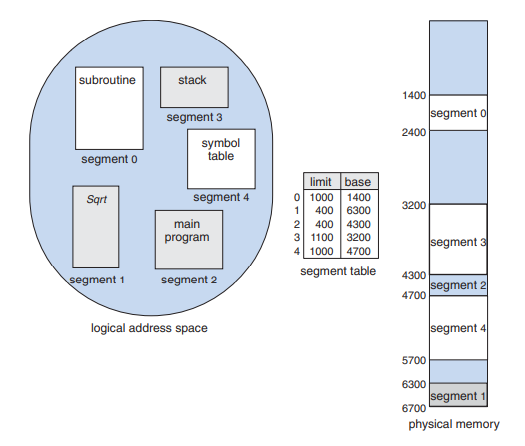 subroutine
segment 0
stack
segment 3
symbol
table
segment 4
Sqrt
segment 1
main
program
segment 2
logical address space
limit base
0 1000 1400
1 400 6300
2 400 4300
3 1100 3200
4 1000 4700
segment table
1400
segment 0
2400
3200
segment 3
4300
segment 2
4700
segment 4
5700
6300
segment 1
6700
physical memory